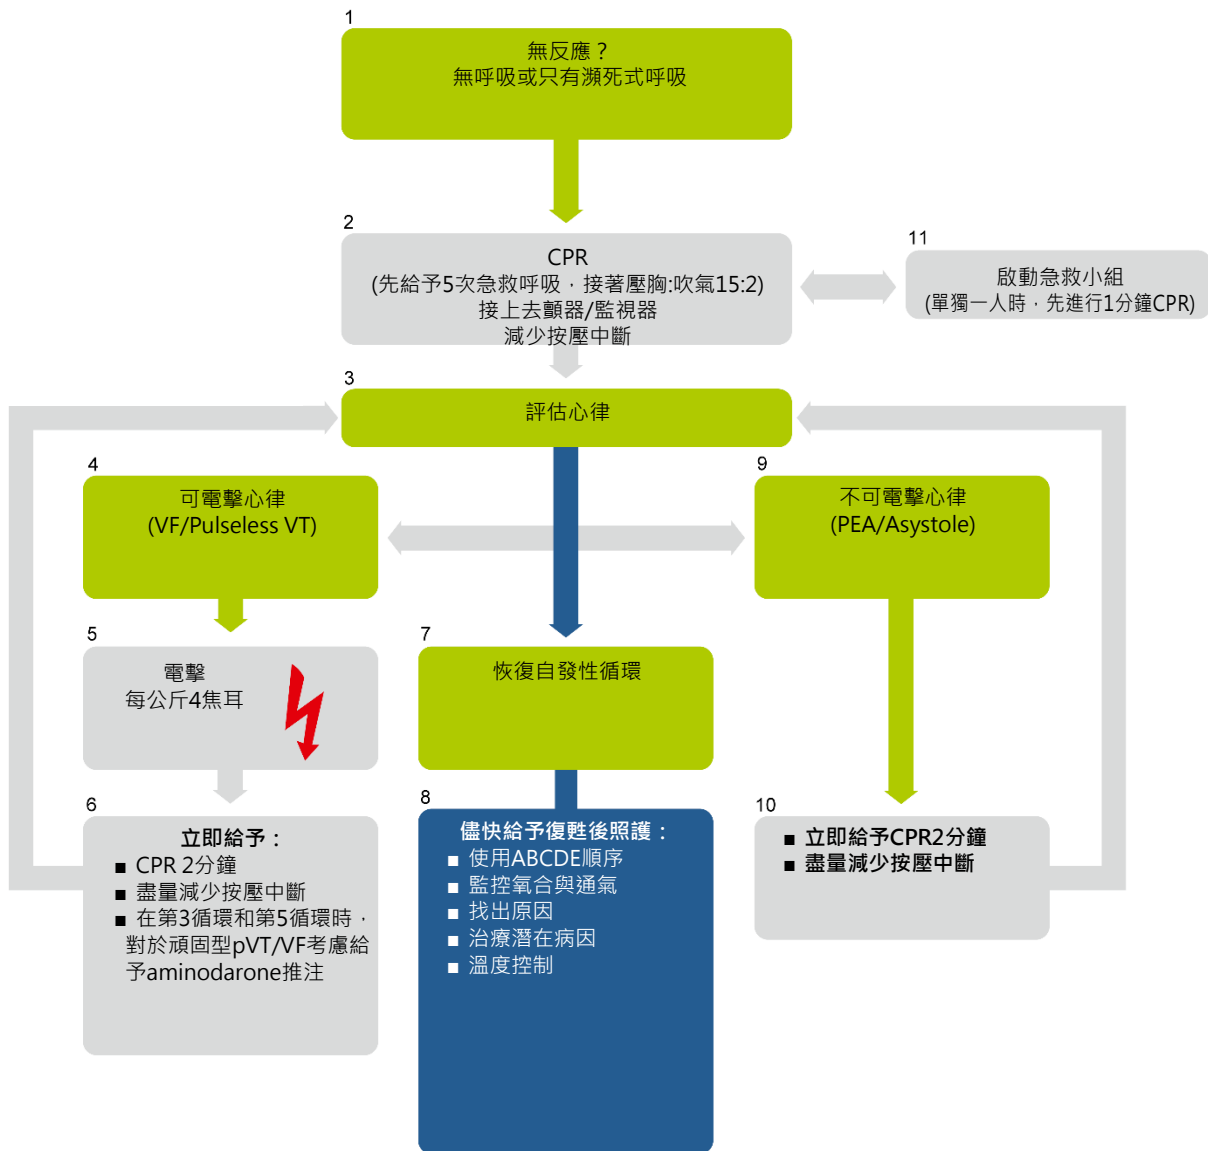 1
無反應？
無呼吸或只有瀕死式呼吸
2
CPR
(先給予5次急救呼吸，接著壓胸:吹氣15:2)
接上去顫器/監視器
減少按壓中斷
11
啟動急救小組
(單獨一人時，先進行1分鐘CPR)
3
評估心律
4
可電擊心律
(VF/Pulseless VT)
9
不可電擊心律
(PEA/Asystole)
5
電擊
每公斤4焦耳
7
恢復自發性循環
6
立即給予：
■ CPR 2分鐘
■ 盡量減少按壓中斷
■ 在第3循環和第5循環時，
對於頑固型pVT/VF考慮給
予aminodarone推注
8
儘快給予復甦後照護：
■ 使用ABCDE順序
■ 監控氧合與通氣
■ 找出原因
■ 治療潛在病因
■ 溫度控制
10
■ 立即給予CPR2分鐘
■ 盡量減少按壓中斷